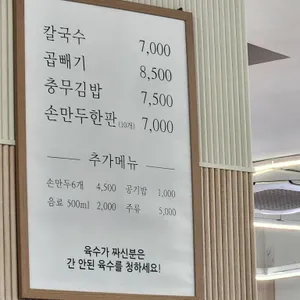 칼국수 7,000
곱빼기 8,500
충무김밥 7,500
손만두한판(10개) 7,000
추가메뉴
손만두6개 4,500 공기밥 1,000
음료 500ml 2,000 주류 5,000
육수가 짜신분은
간 안된 육수를 청하세요!